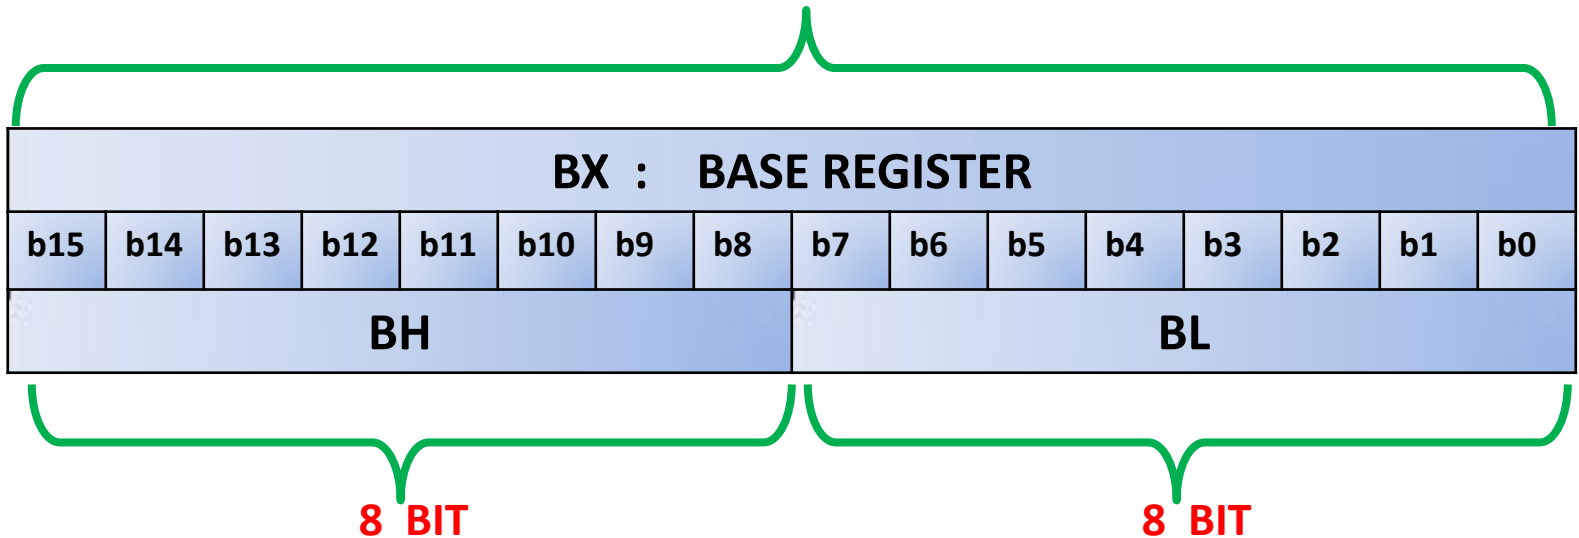 BX : BASE REGISTER
b15 b14 b13 b12 b11 b10 b9 b8 b7 b6 b5 b4 b3 b2 b1 b0
BH BL
8 BIT 8 BIT